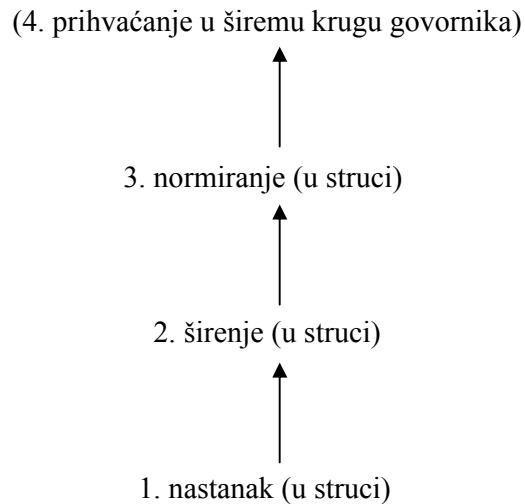 (4. prihvaćanje u širemu krugu govornika)
3. normiranje (u struci)
2. širenje (u struci)
1. nastanak (u struci)